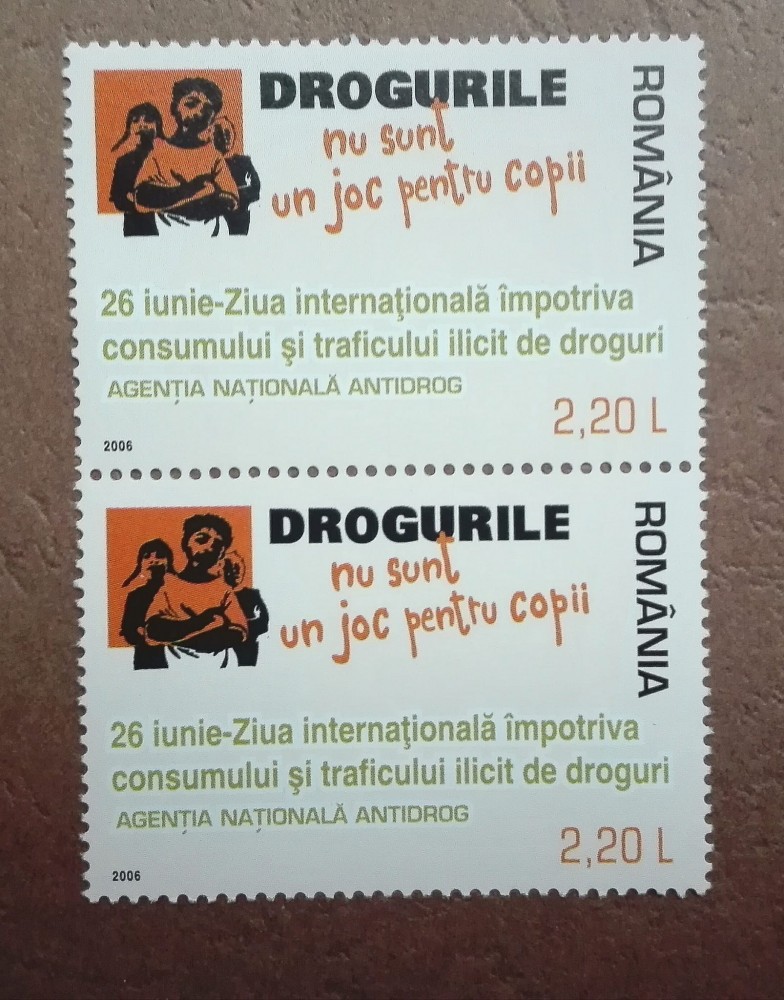 DROGURILE
nu sunt
un joc pentru copii
ROMÂNIA
26 iunie-Ziua internaţională împotriva
consumului şi traficului ilicit de droguri
AGENŢIA NAŢIONALĂ ANTIDROG
2,20 L
2006
DROGURILE
nu sunt
un joc pentru copii
ROMÂNIA
26 iunie-Ziua internaţională împotriva
consumului şi traficului ilicit de droguri
AGENŢIA NAŢIONALĂ ANTIDROG
2,20 L
2006